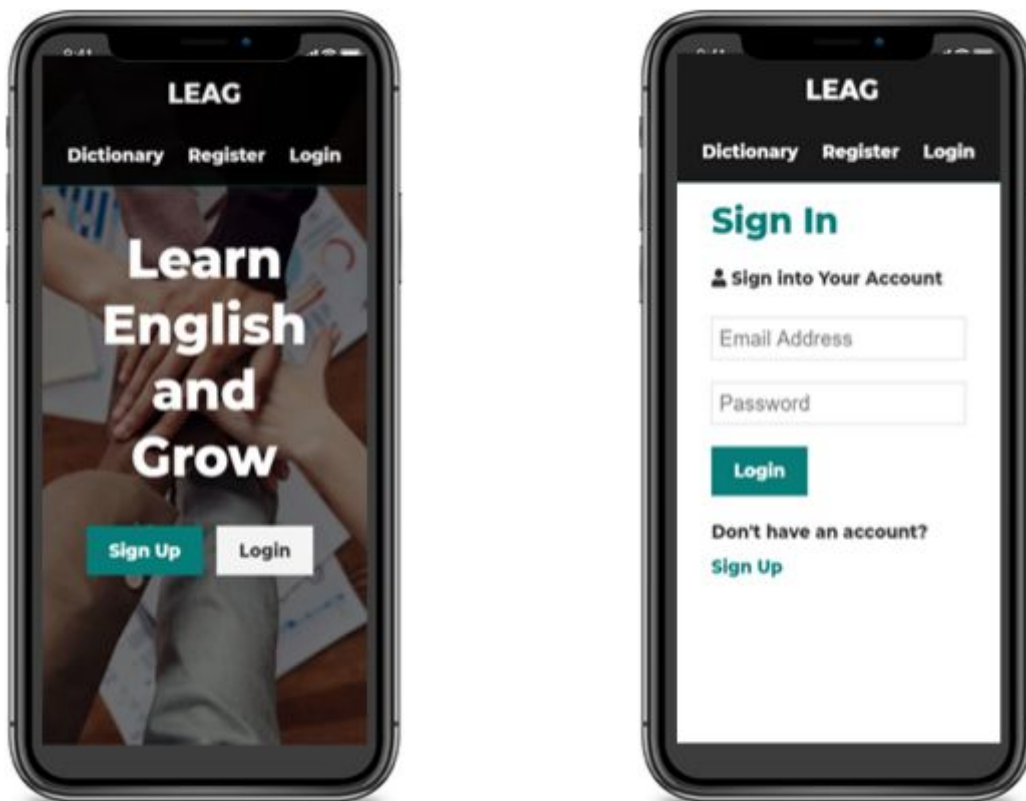 LEAG
Dictionary Register Login
Learn
English
and
Grow
Sign Up Login
LEAG
Dictionary Register Login
Sign In
Sign into Your Account
Email Address
Password
Login
Don't have an account?
Sign Up